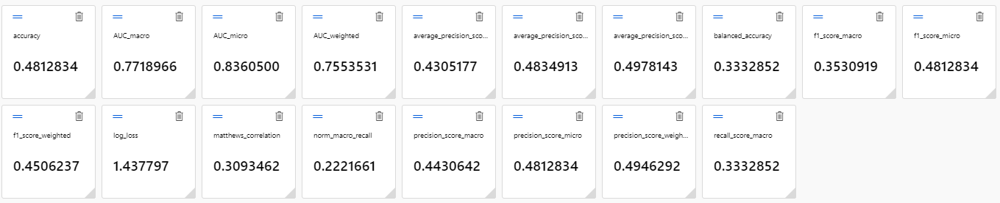 accuracy AUC_macro AUC_micro AUC_weighted average_precision_sco... average_precision_sco... average_precision_sco... balanced_accuracy f1_score_macro f1_score_micro
0.4812834 0.7718966 0.8360500 0.7553531 0.4305177 0.4834913 0.4978143 0.3332852 0.3530919 0.4812834
f1_score_weighted log_loss matthews_correlation norm_macro_recall precision_score_macro precision_score_micro precision_score_weigh... recall_score_macro
0.4506237 1.437797 0.3093462 0.2221661 0.4430642 0.4812834 0.4946292 0.3332852